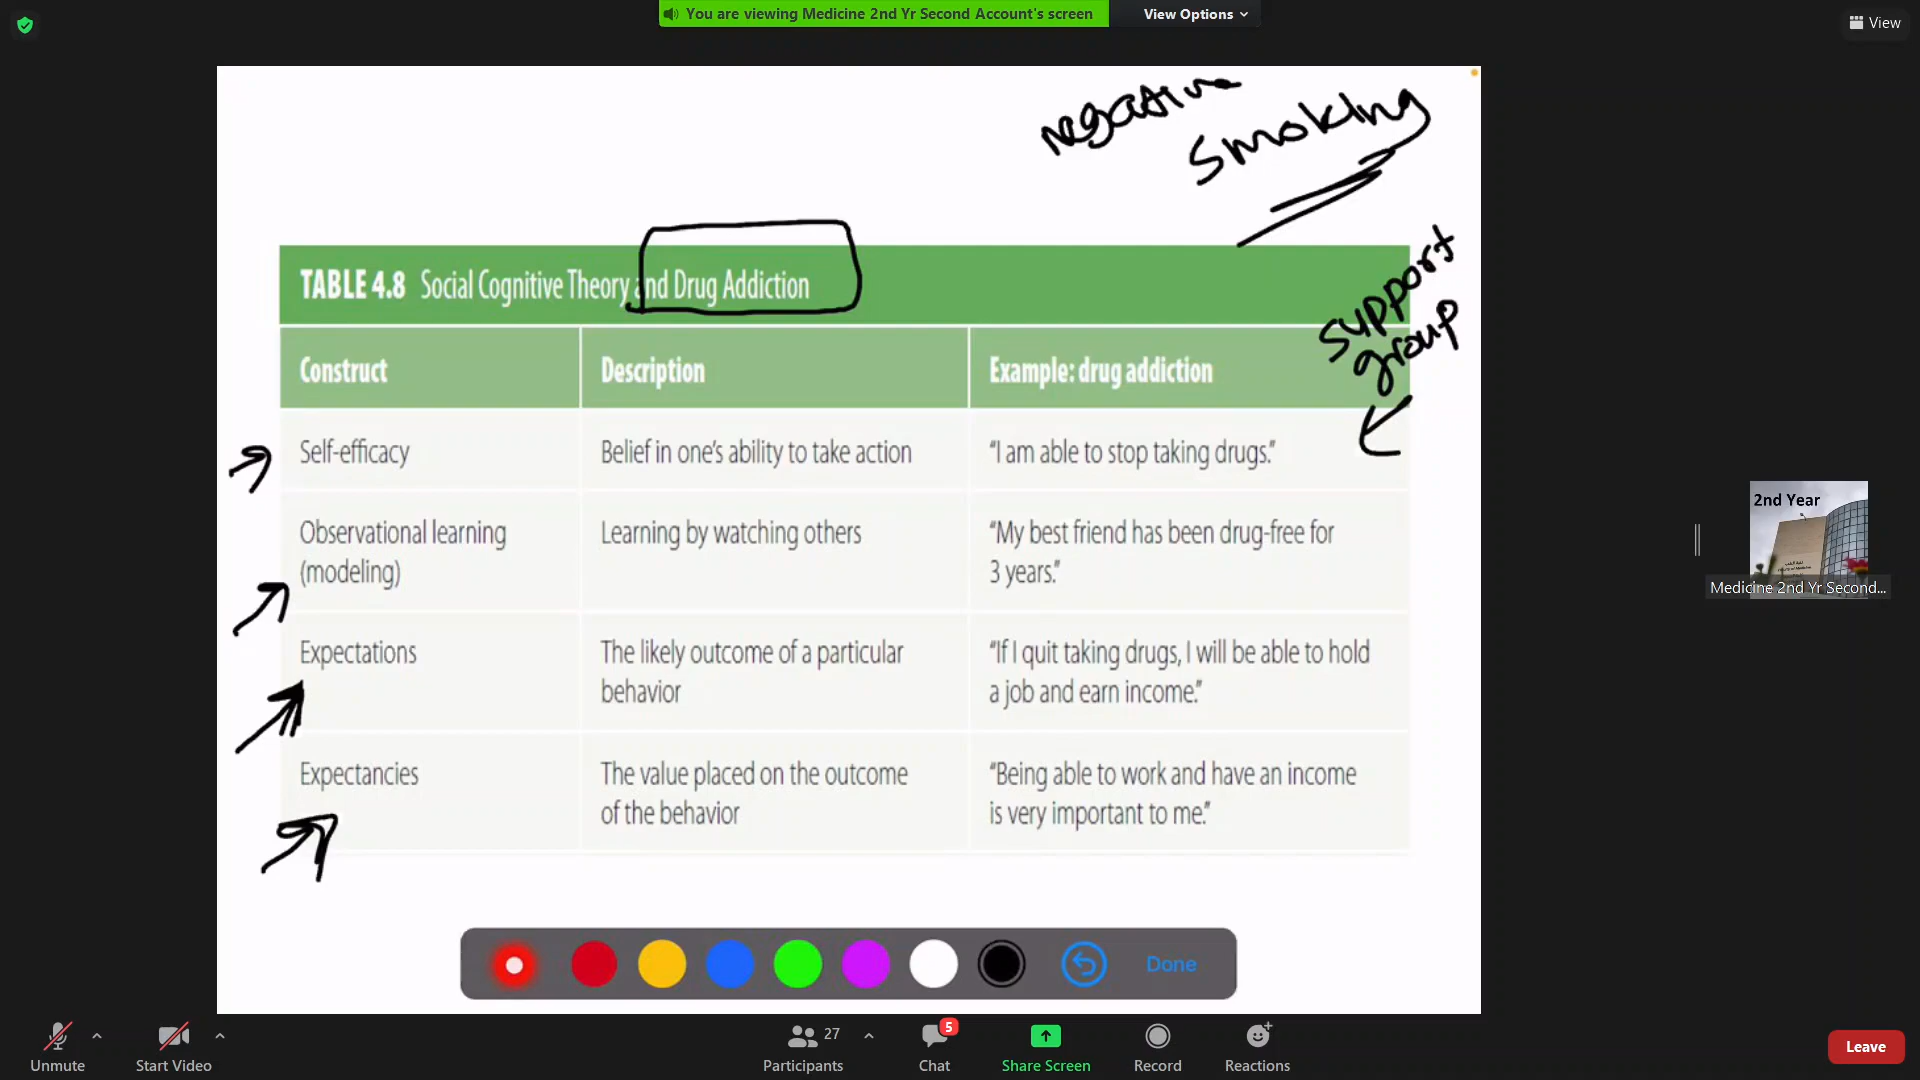 You are viewing Medicine 2nd Yr Second Account's screen
View Options
View
negative
Smoking
TABLE 4.8 Social Cognitive Theory and Drug Addiction
support
group
Construct
Description
Example: drug addiction
Self-efficacy
Belief in one's ability to take action
“I am able to stop taking drugs.”
Observational learning
(modeling)
Learning by watching others
“My best friend has been drug-free for
3 years.”
Expectations
The likely outcome of a particular
behavior
“If I quit taking drugs, I will be able to hold
a job and earn income.”
Expectancies
The value placed on the outcome
of the behavior
“Being able to work and have an income
is very important to me.”
2nd Year
Medicine 2nd Yr Second...
Done
Unmute
Start Video
27
Participants
5
Chat
Share Screen
Record
Reactions
Leave